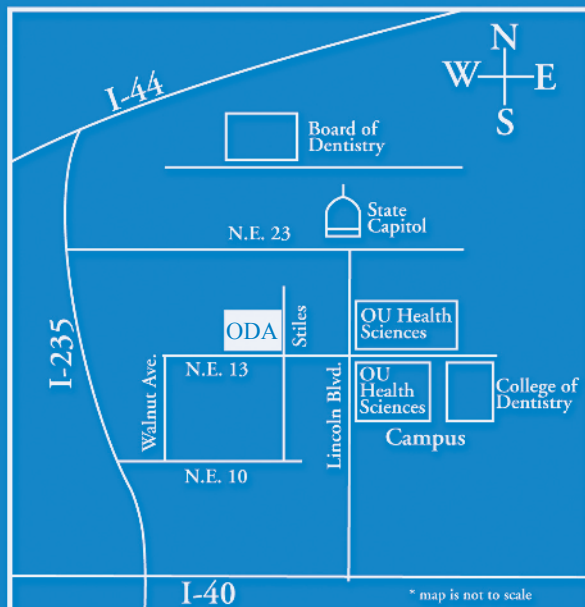 N
W E
S
I-44
Board of
Dentistry
State
Capitol
N.E. 23
I-235
ODA
Stiles
OU Health
Sciences
N.E. 13
Walnut Ave.
Lincoln Blvd.
OU
Health
Sciences
College of
Dentistry
Campus
N.E. 10
I-40
* map is not to scale